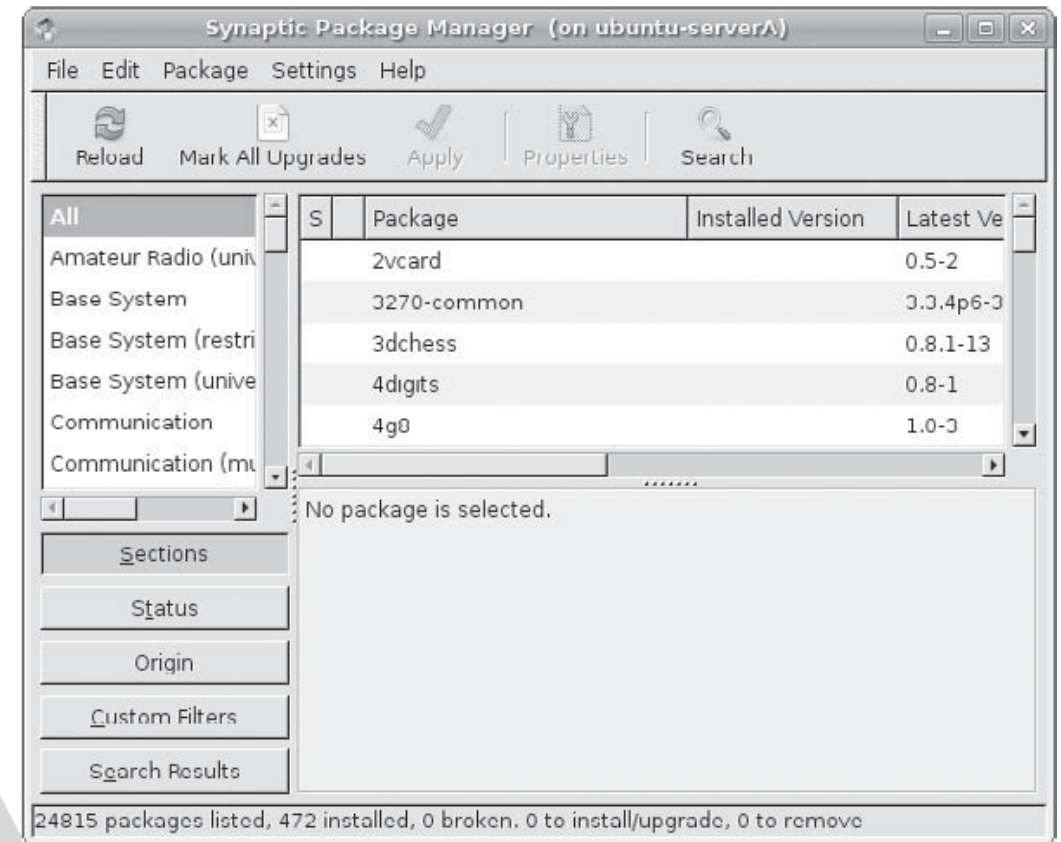 Synaptic Package Manager (on ubuntu-serverA)
File Edit Package Settings Help
Reload Mark All Upgrades Apply Properties Search
All
Amateur Radio (univ
Base System
Base System (restri
Base System (unive
Communication
Communication (mu
S Package Installed Version Latest Ve
2vcard 0.5-2
3270-common 3.3.4p6-3
3dchess 0.8.1-13
4digits 0.8-1
4g8 1.0-3
No package is selected.
Sections
Status
Origin
Custom Filters
Search Results
24815 packages listed, 472 installed, 0 broken. 0 to install/upgrade, 0 to remove